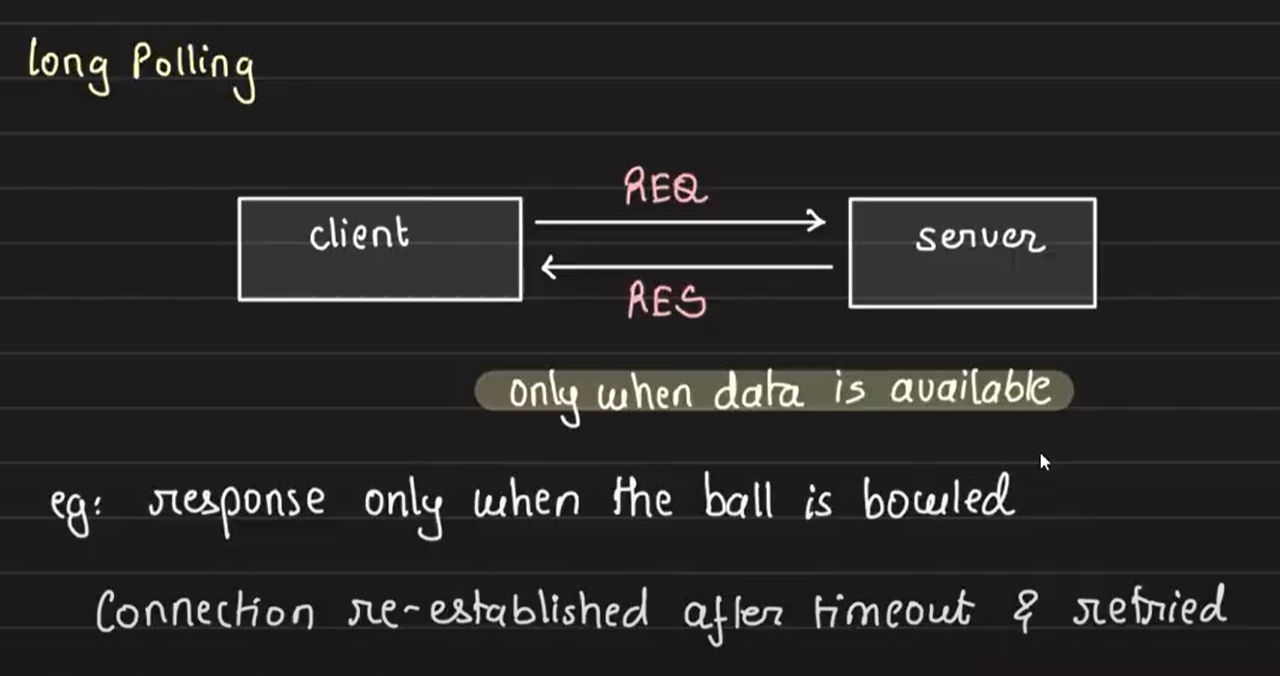 long Polling
REQ
client
server
RES
only when data is available
eg: response only when the ball is bowled
Connection re-established after timeout & retried